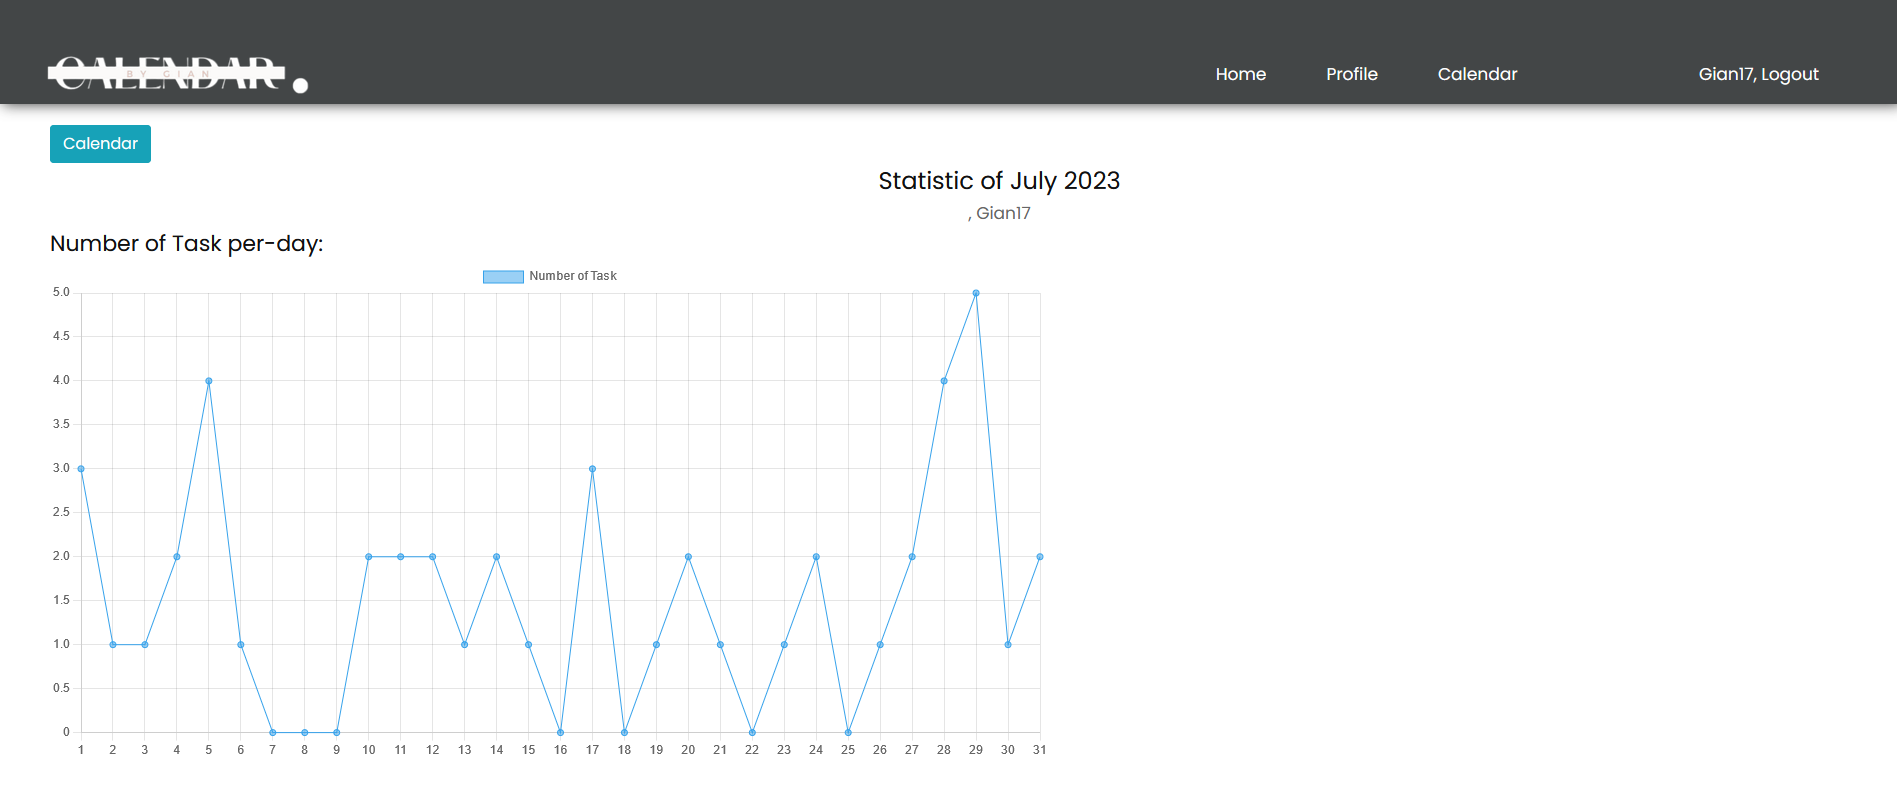 CALENDAR
BY GIAN
Home Profile Calendar Gian17, Logout
Calendar
Statistic of July 2023
, Gian17
Number of Task per-day:
Number of Task
5.0
4.5
4.0
3.5
3.0
2.5
2.0
1.5
1.0
0.5
0
1 2 3 4 5 6 7 8 9 10 11 12 13 14 15 16 17 18 19 20 21 22 23 24 25 26 27 28 29 30 31